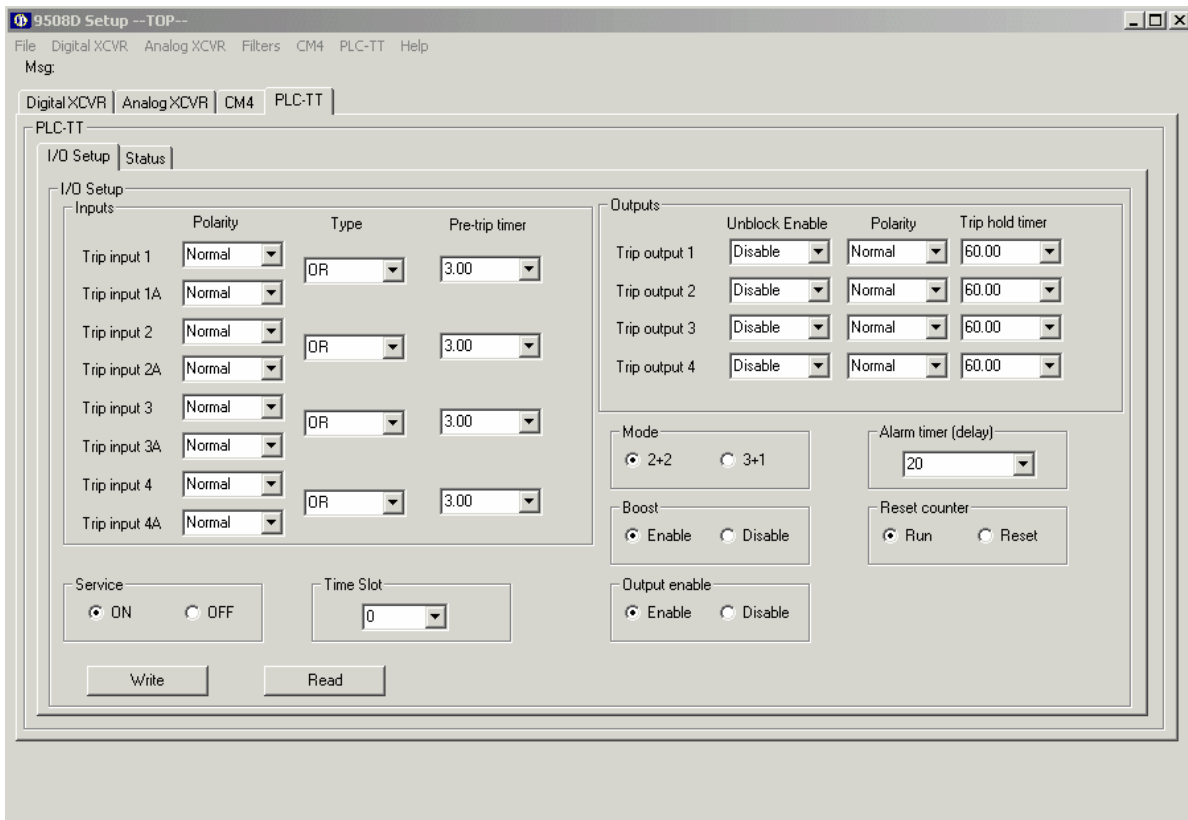 9508D Setup --TOP--
File Digital XCVR Analog XCVR Filters CM4 PLC-TT Help
Msg:
Digital XCVR Analog XCVR CM4 PLC-TT
PLC-TT
I/O Setup Status
I/O Setup
Inputs
Polarity Type Pre-trip timer
Trip input 1 Normal
OR 3.00
Trip input 1A Normal
Trip input 2 Normal
OR 3.00
Trip input 2A Normal
Trip input 3 Normal
OR 3.00
Trip input 3A Normal
Trip input 4 Normal
OR 3.00
Trip input 4A Normal
Outputs
Unblock Enable Polarity Trip hold timer
Trip output 1 Disable Normal 60.00
Trip output 2 Disable Normal 60.00
Trip output 3 Disable Normal 60.00
Trip output 4 Disable Normal 60.00
Mode
2+2 3+1
Alarm timer (delay)
20
Boost
Enable Disable
Reset counter
Run Reset
Service
ON OFF
Time Slot
0
Output enable
Enable Disable
Write Read